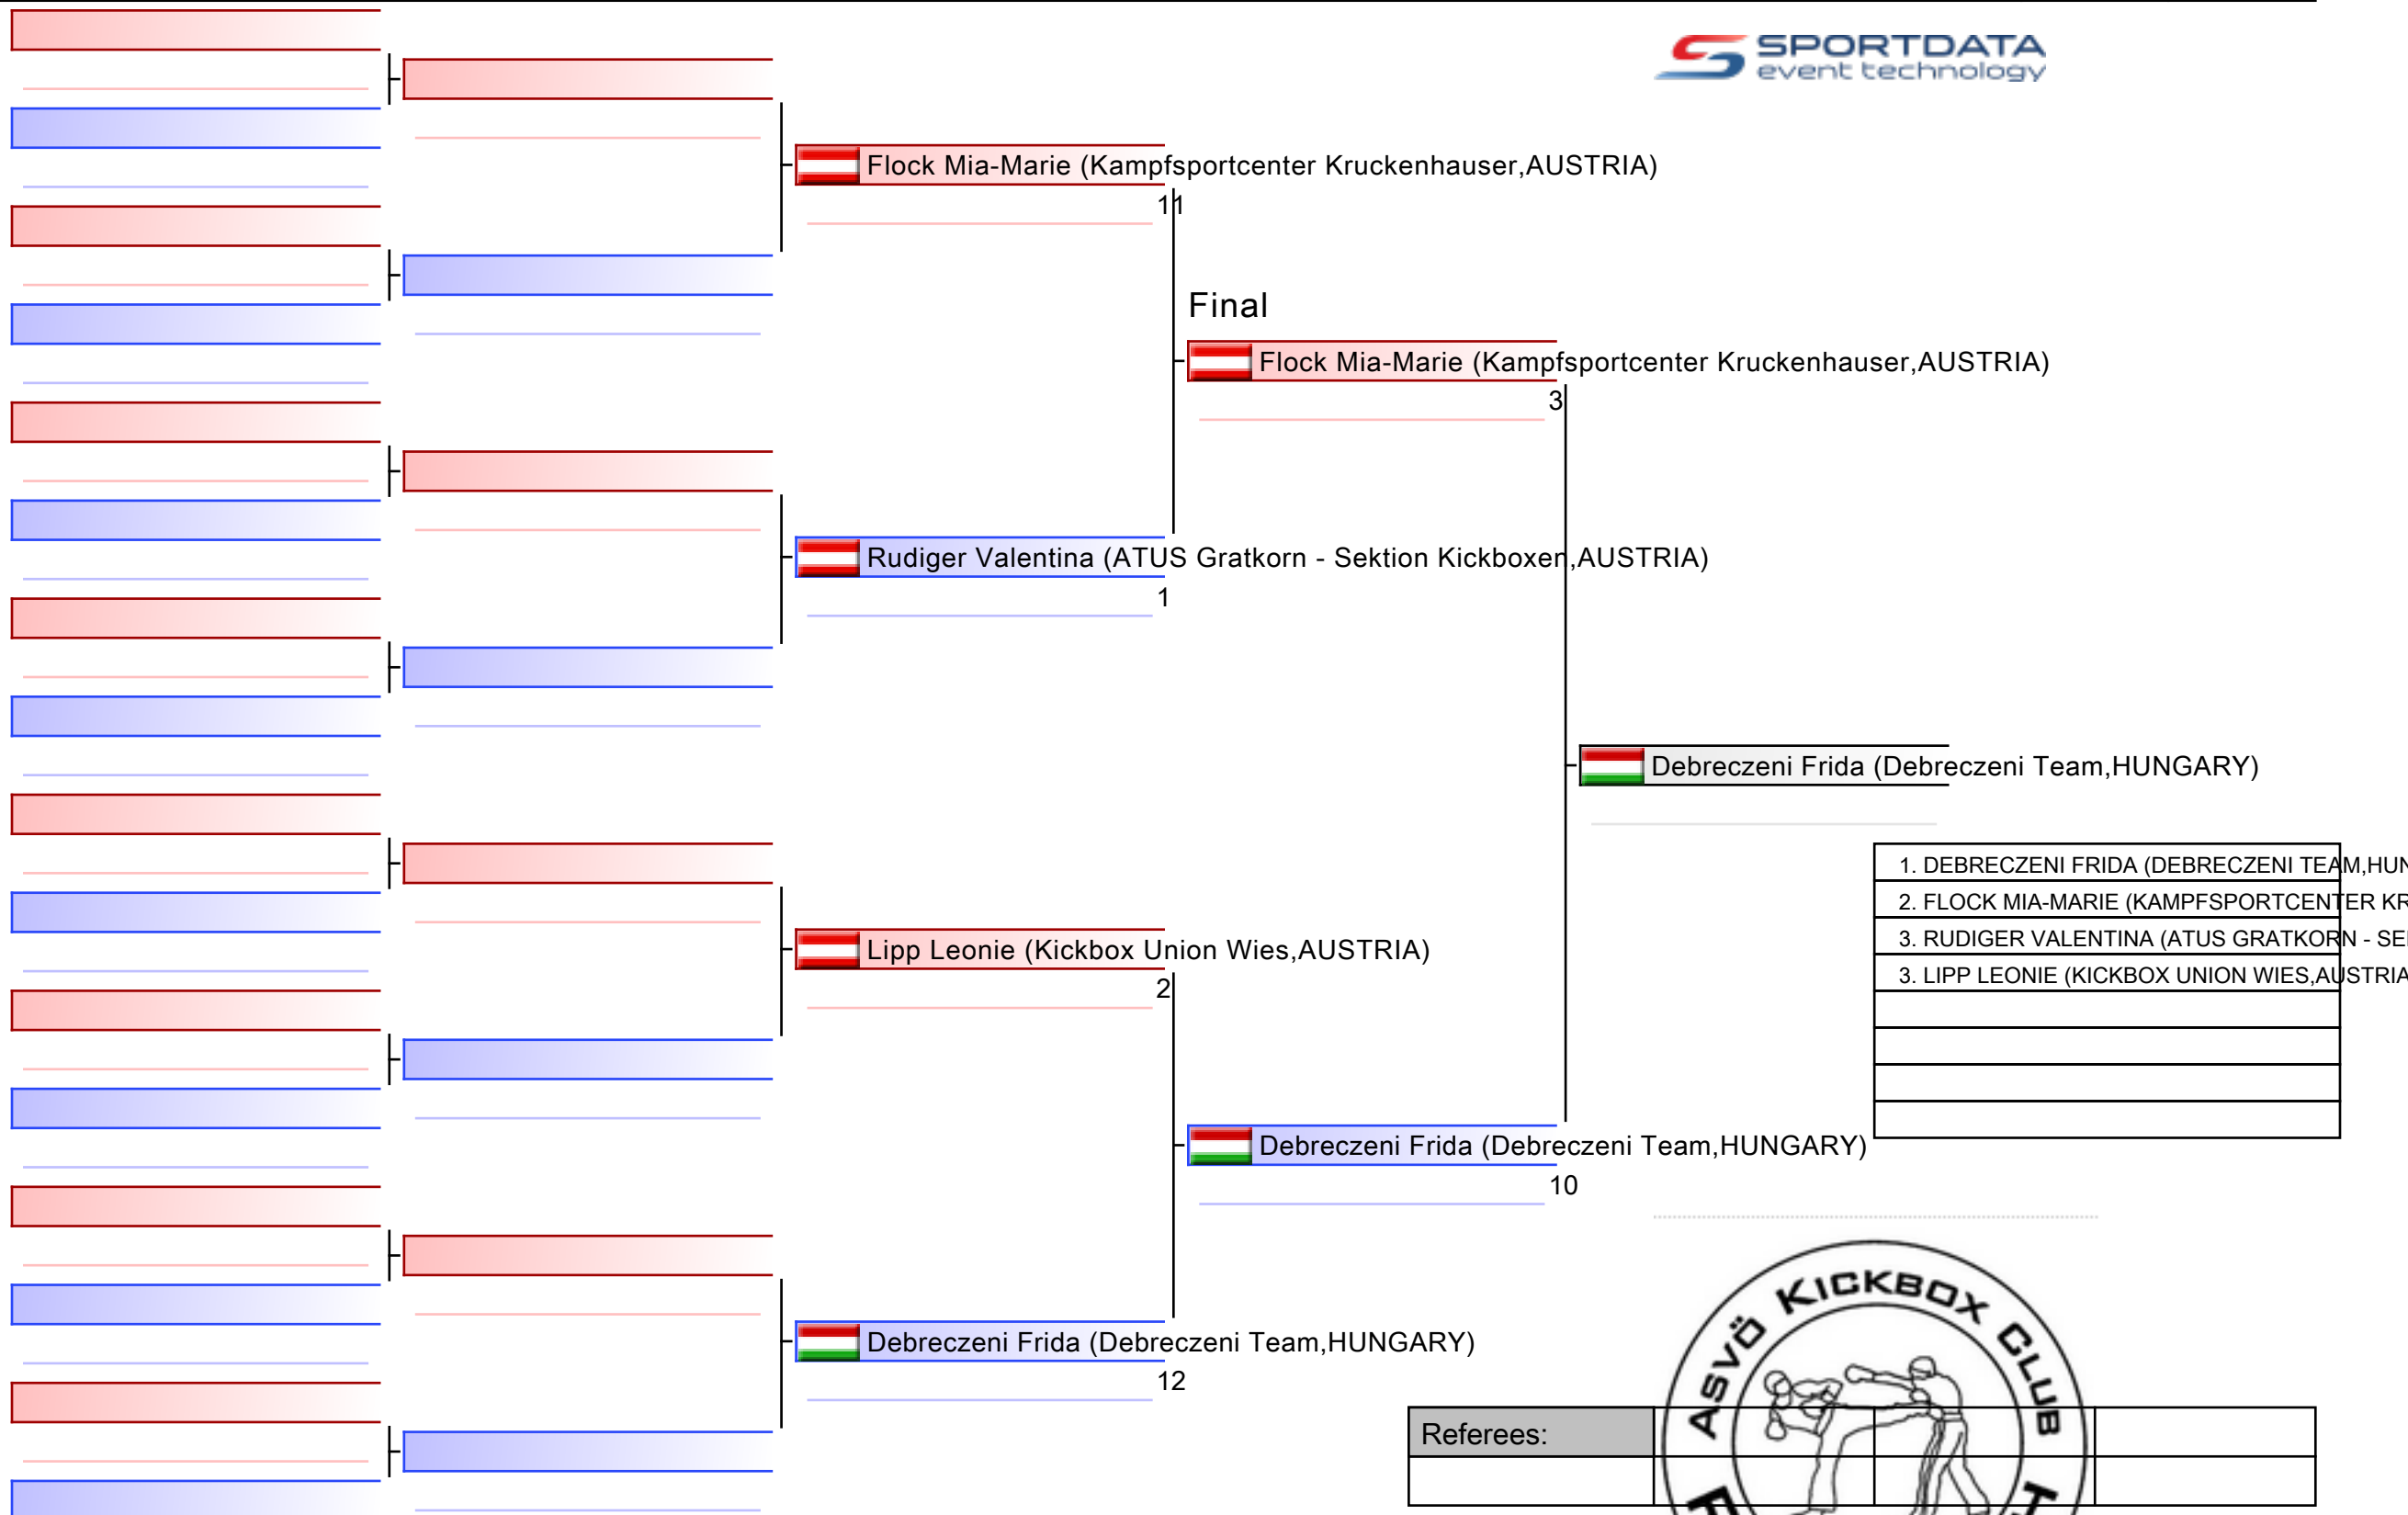 SPORTDATA
event technology
Flock Mia-Marie (Kampfsportcenter Kruckenhauser,AUSTRIA)
11
Final
Flock Mia-Marie (Kampfsportcenter Kruckenhauser,AUSTRIA)
3
Rudiger Valentina (ATUS Gratkorn - Sektion Kickboxen,AUSTRIA)
1
Debreczeni Frida (Debreczeni Team,HUNGARY)
1. DEBRECZENI FRIDA (DEBRECZENI TEAM,HUN
2. FLOCK MIA-MARIE (KAMPFSPORTCENTER KR
3. RUDIGER VALENTINA (ATUS GRATKORN - SE
3. LIPP LEONIE (KICKBOX UNION WIES,AUSTRIA
Lipp Leonie (Kickbox Union Wies,AUSTRIA)
2
Debreczeni Frida (Debreczeni Team,HUNGARY)
10
Debreczeni Frida (Debreczeni Team,HUNGARY)
12
ASVÖ KICKBOX CLUB
Referees: